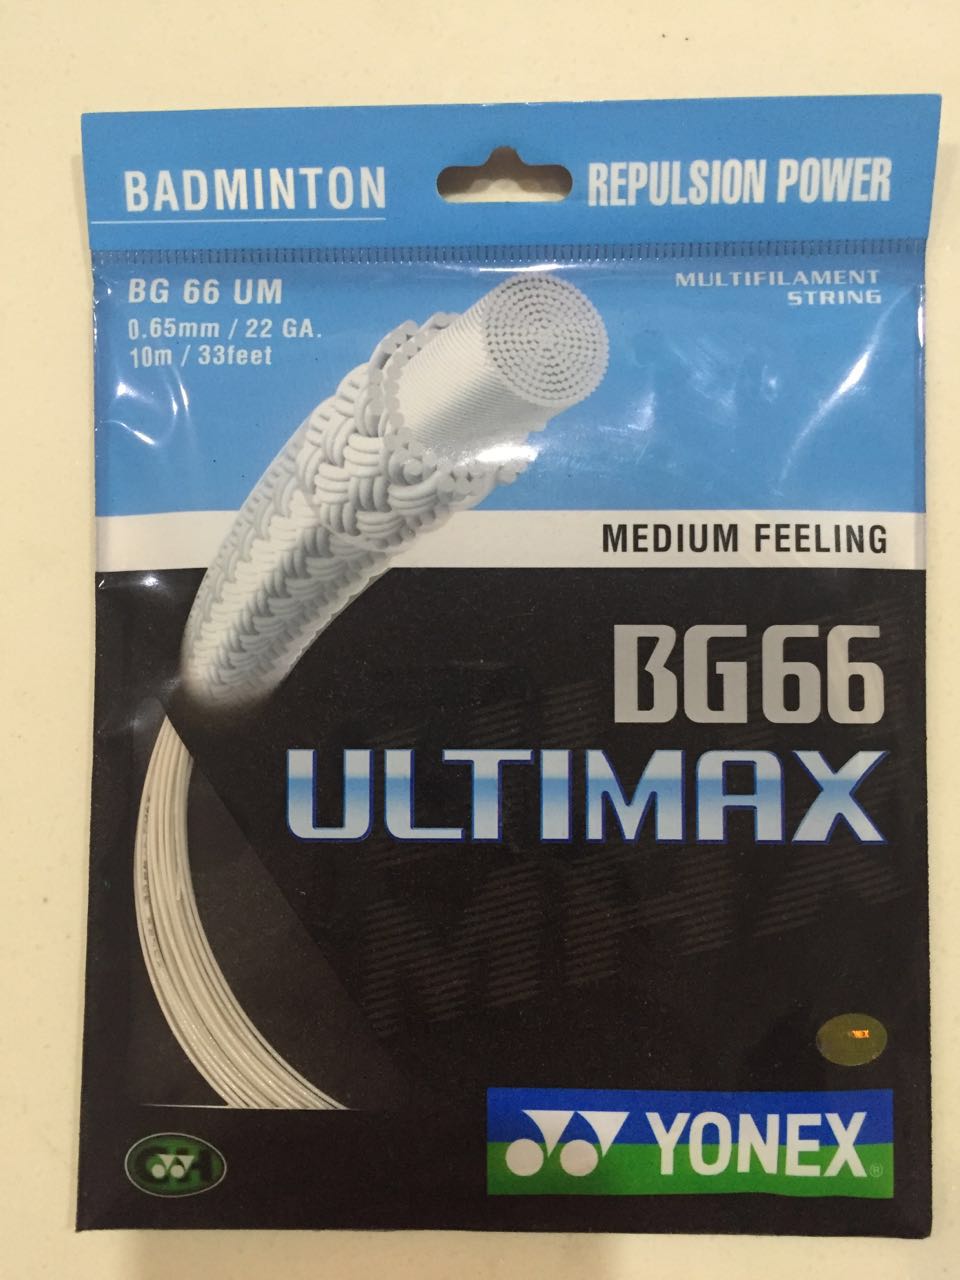 BADMINTON
REPULSION POWER
BG 66 UM
0.65mm / 22 GA.
10m / 33feet
MULTIFILAMENT
STRING
MEDIUM FEELING
BG66
ULTIMAX
YONEX
YONEX®